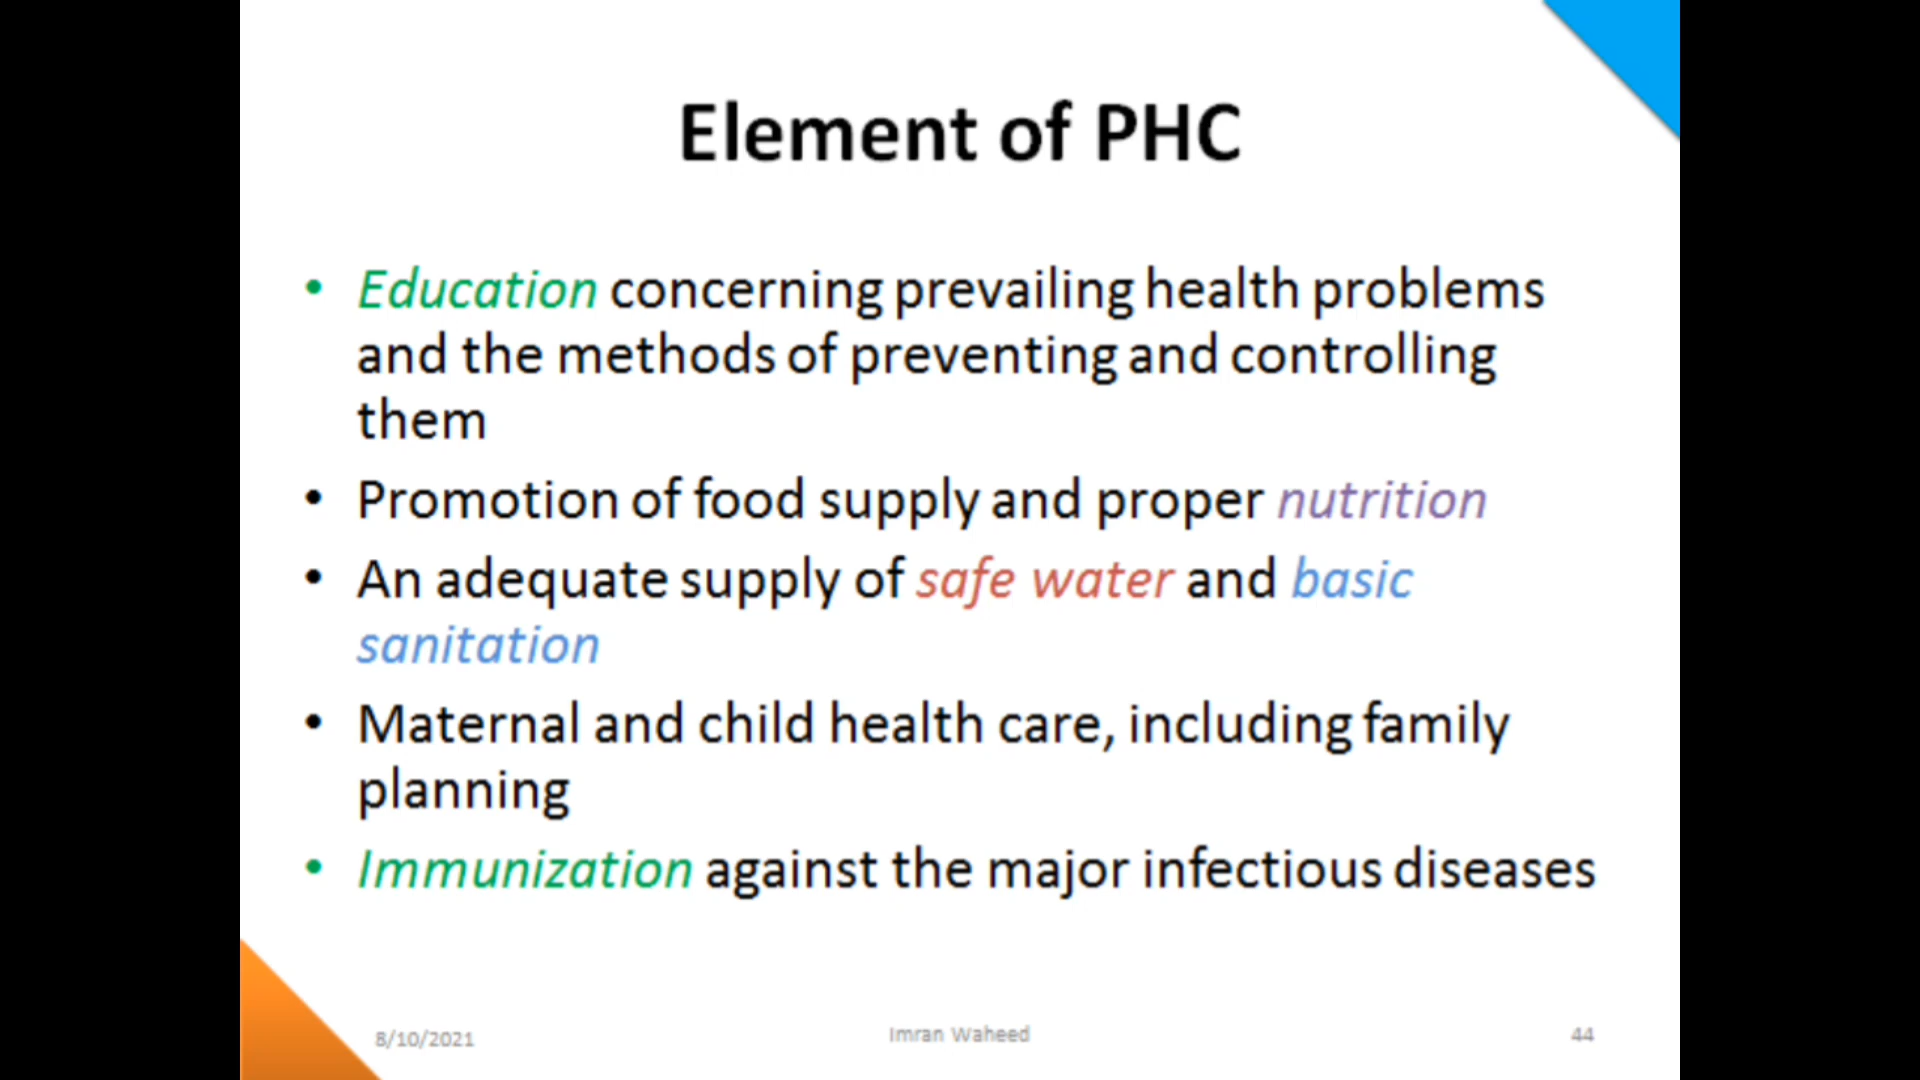 Element of PHC
• Education concerning prevailing health problems
and the methods of preventing and controlling
them
• Promotion of food supply and proper nutrition
• An adequate supply of safe water and basic
sanitation
• Maternal and child health care, including family
planning
• Immunization against the major infectious diseases
8/10/2021
Imran Waheed
44